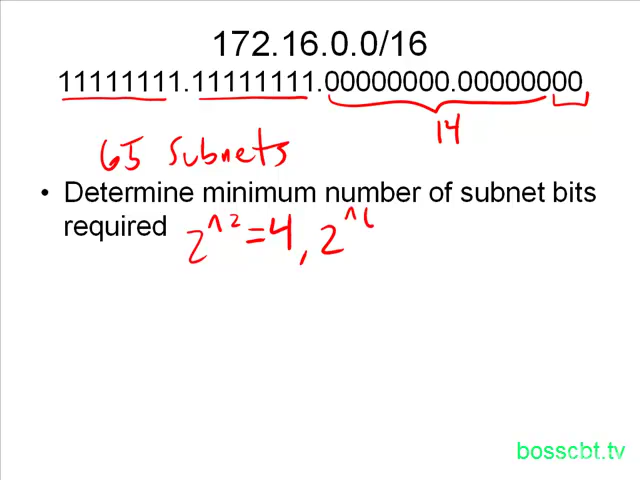 172.16.0.0/16
11111111.11111111.00000000.00000000
14
65 Subnets
• Determine minimum number of subnet bits
required 2^2=4, 2^
bosscbt.tv